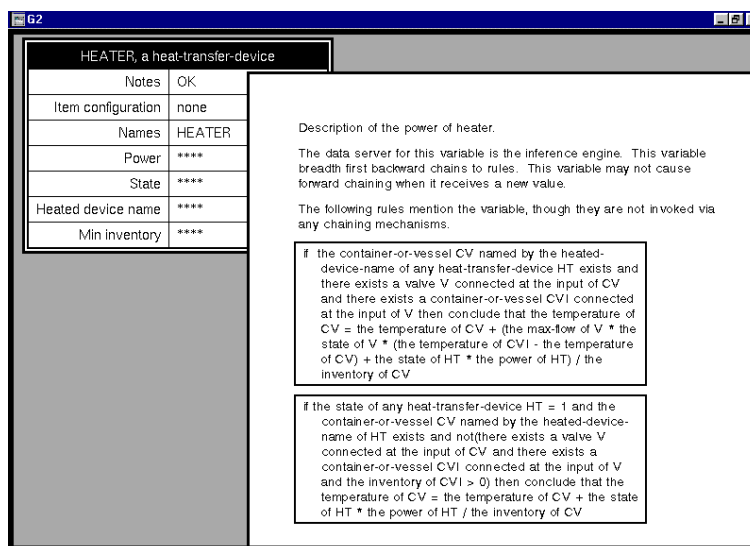 G2
HEATER, a heat-transfer-device
Notes OK
Item configuration none
Names HEATER
Power ****
State ****
Heated device name ****
Min inventory ****
Description of the power of heater.
The data server for this variable is the inference engine. This variable
breadth first backward chains to rules. This variable may not cause
forward chaining when it receives a new value.
The following rules mention the variable, though they are not invoked via
any chaining mechanisms.
if the container-or-vessel CV named by the heated-
device-name of any heat-transfer-device HT exists and
there exists a valve V connected at the input of CV
and there exists a container-or-vessel CVI connected
at the input of V then conclude that the temperature of
CV = the temperature of CV + (the max-flow of V * the
state of V * (the temperature of CVI - the temperature
of CV) + the state of HT * the power of HT) / the
inventory of CV
if the state of any heat-transfer-device HT = 1 and the
container-or-vessel CV named by the heated-device-
name of HT exists and not(there exists a valve V
connected at the input of CV and there exists a
container-or-vessel CVI connected at the input of V
and the inventory of CVI > 0) then conclude that the
temperature of CV = the temperature of CV + the state
of HT * the power of HT / the inventory of CV